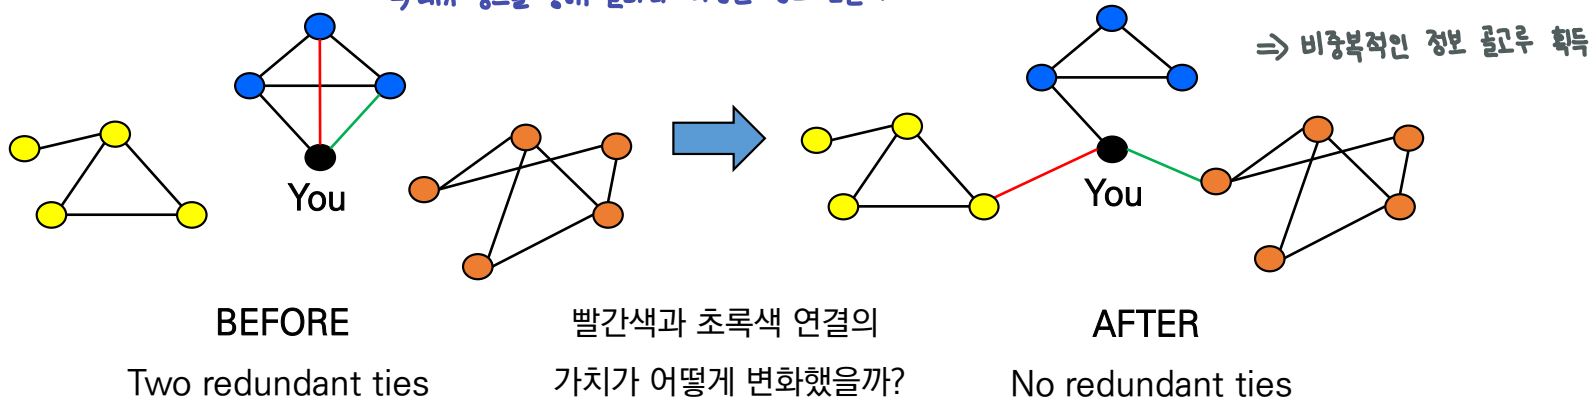 ⇒ 비중복적인 정보 골고루 획득
You
You
BEFORE
빨간색과 초록색 연결의
AFTER
Two redundant ties
가치가 어떻게 변화했을까?
No redundant ties